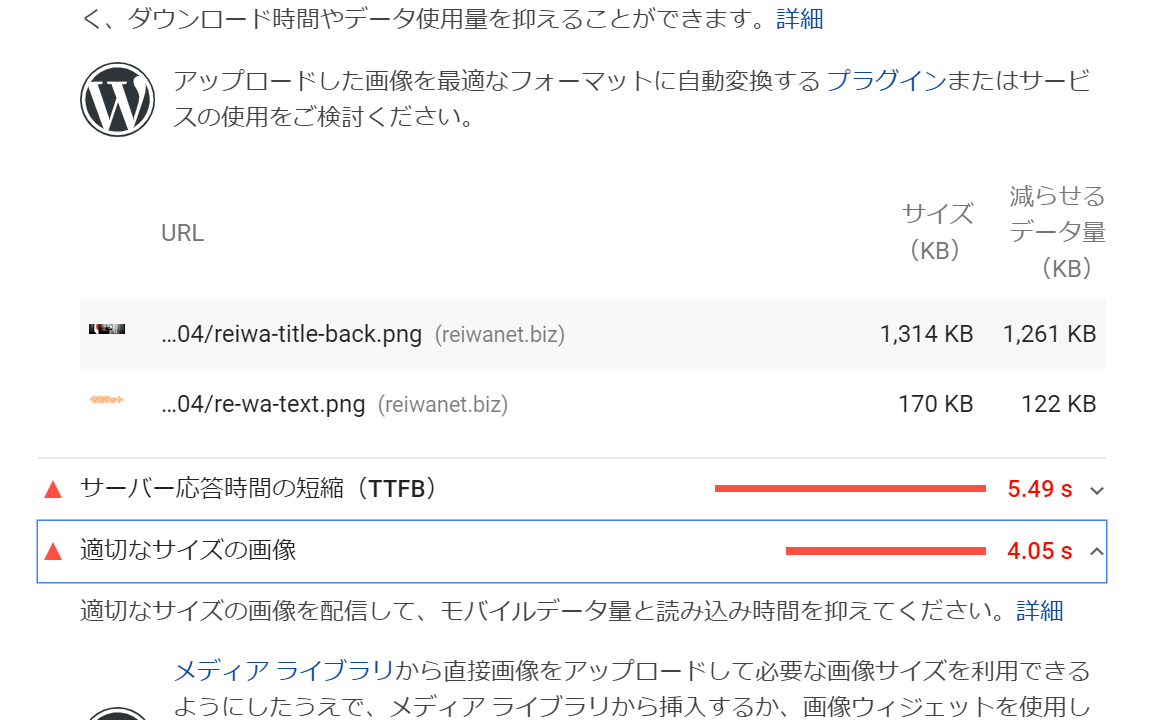 く、ダウンロード時間やデータ使用量を抑えることができます。詳細
アップロードした画像を最適なフォーマットに自動変換する プラグインまたはサービ
スの使用をご検討ください。
URL
サイズ
（KB）
減らせる
データ量
（KB）
...04/reiwa-title-back.png (reiwanet.biz) 1,314 KB 1,261 KB
...04/re-wa-text.png (reiwanet.biz) 170 KB 122 KB
サーバー応答時間の短縮（TTFB） 5.49 s
適切なサイズの画像 4.05 s
適切なサイズの画像を配信して、モバイルデータ量と読み込み時間を抑えてください。詳細
メディア ライブラリから直接画像をアップロードして必要な画像サイズを利用できる
ようにしたうえで、メディア ライブラリから挿入するか、画像ウィジェットを使用し